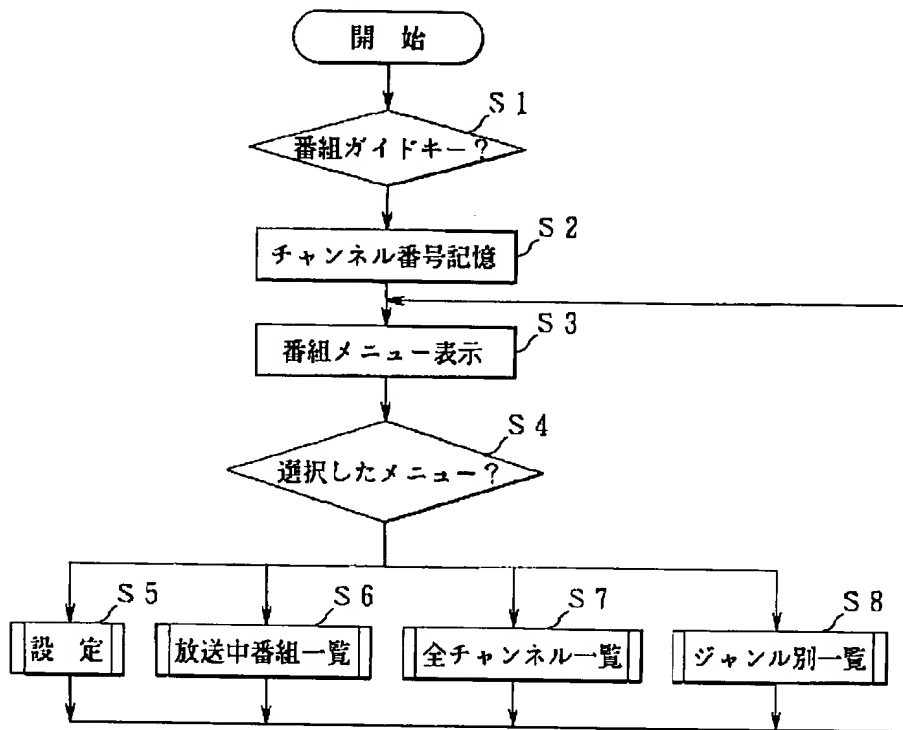 開 始
S1
番組ガイドキー?
S2
チャンネル番号記憶
S3
番組メニュー表示
S4
選択したメニュー?
S5
設 定
S6
放送中番組一覧
S7
全チャンネル一覧
S8
ジャンル別一覧